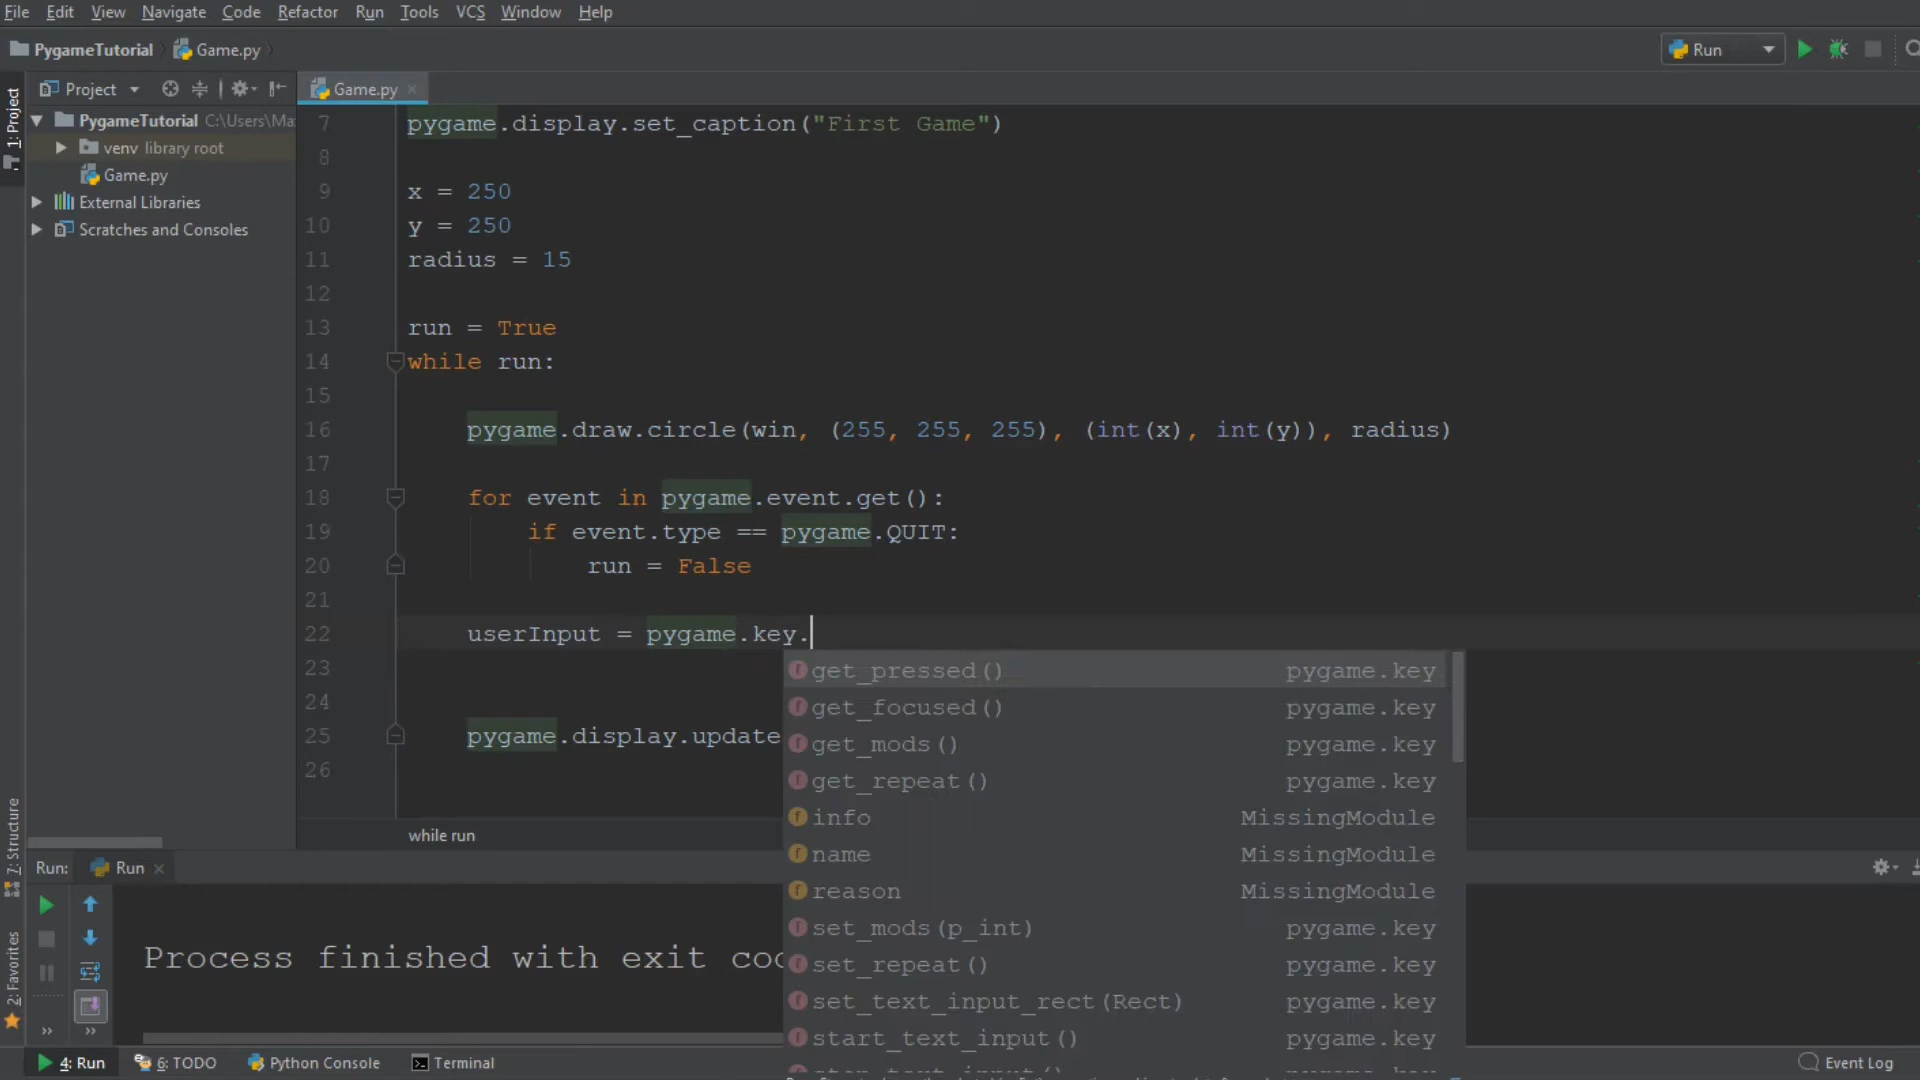 File Edit View Navigate Code Refactor Run Tools VCS Window Help
PygameTutorial Game.py Run
1: Project
Project
Game.py
PygameTutorial C:\Users\Ma
venv library root
Game.py
External Libraries
Scratches and Consoles
7 pygame.display.set_caption("First Game")
8
9 x = 250
10 y = 250
11 radius = 15
12
13 run = True
14 while run:
15
16 pygame.draw.circle(win, (255, 255, 255), (int(x), int(y)), radius)
17
18 for event in pygame.event.get():
19 if event.type == pygame.QUIT:
20 run = False
21
22 userInput = pygame.key.
23
24
25 pygame.display.update
26
get_pressed() pygame.key
get_focused() pygame.key
get_mods() pygame.key
get_repeat() pygame.key
info MissingModule
name MissingModule
reason MissingModule
set_mods(p_int) pygame.key
set_repeat() pygame.key
set_text_input_rect(Rect) pygame.key
start_text_input() pygame.key
while run
7: Structure
2: Favorites
Run: Run
Process finished with exit
4: Run 6: TODO Python Console Terminal Event Log